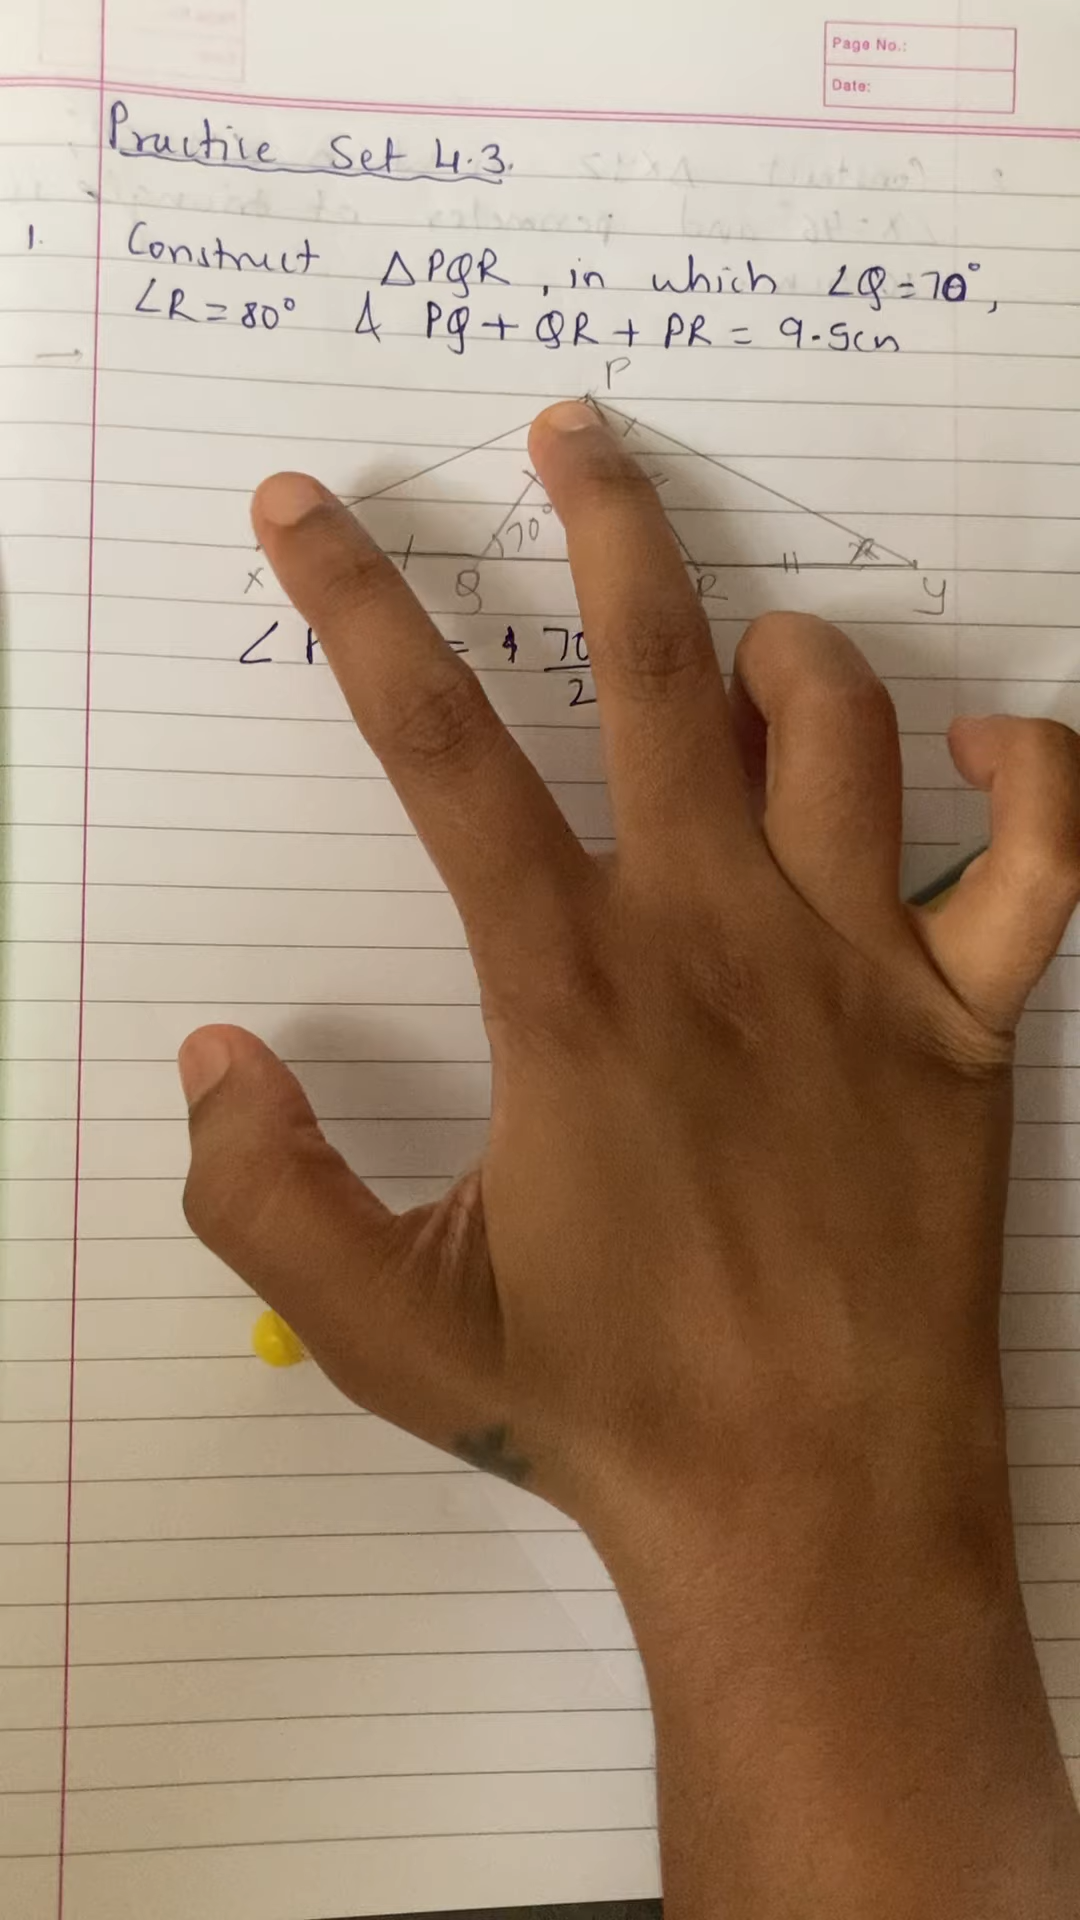 Page No.:
Date:
Practice Set 4.3.
1. Construct △PQR, in which ∠Q=70°,
∠R=80° & PQ+QR+PR = 9.5cm
P
70°
X Q R Y
∠ = 70
2